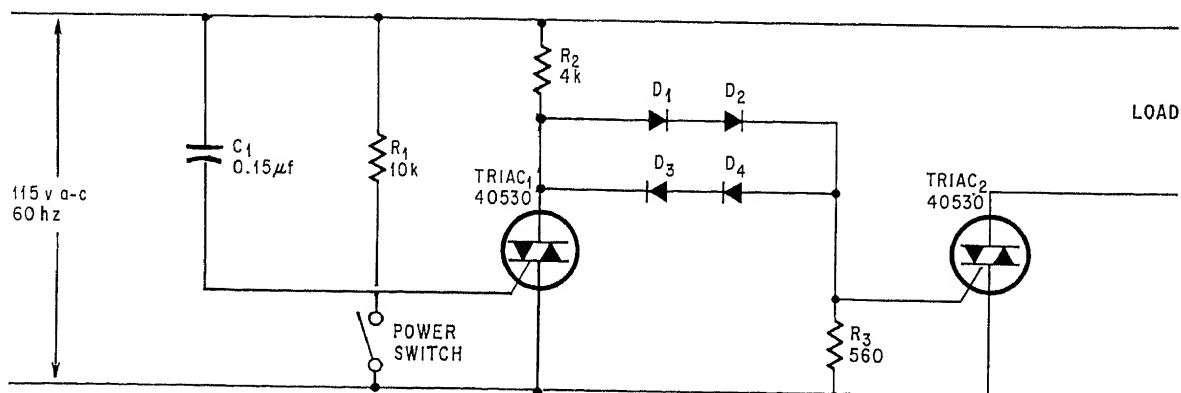 115 v a-c
60 hz
C1
0.15µf
R1
10k
POWER
SWITCH
R2
4k
TRIAC1
40530
D1
D2
D3
D4
R3
560
TRIAC2
40530
LOAD